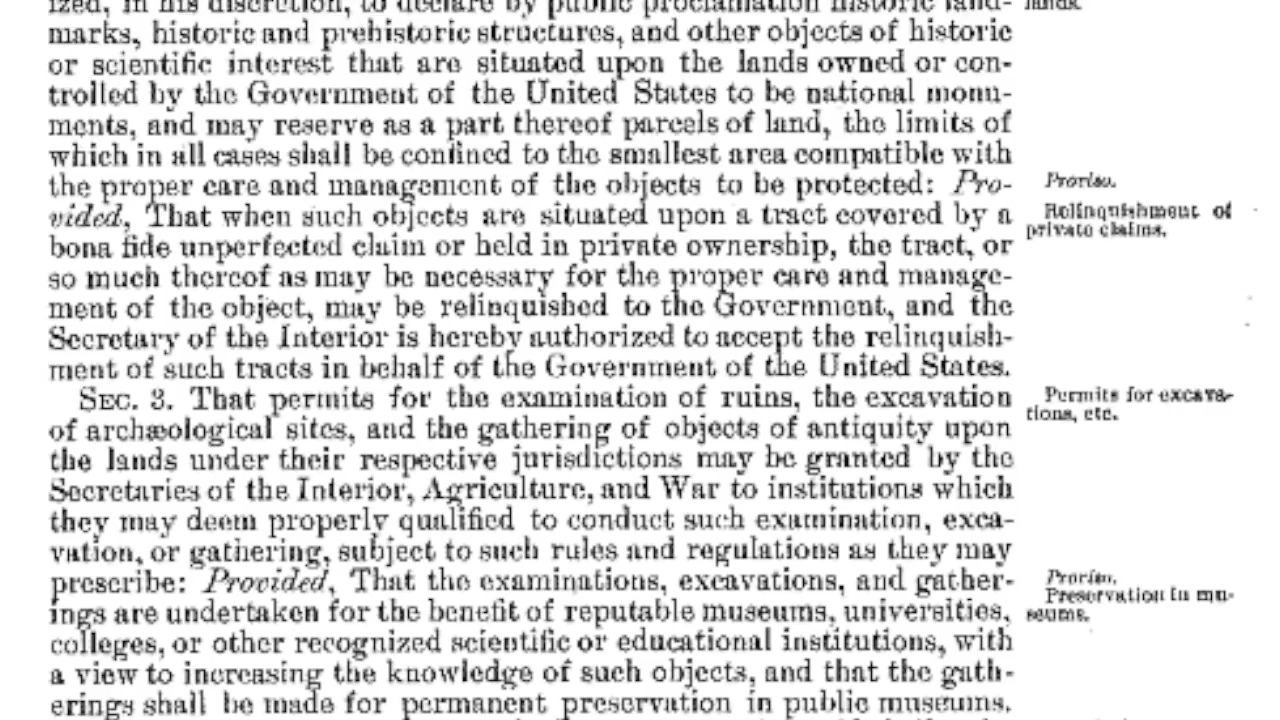 ized, in his discretion, to declare by public proclamation historic land-
marks, historic and prehistoric structures, and other objects of historic
or scientific interest that are situated upon the lands owned or con-
trolled by the Government of the United States to be national monu-
ments, and may reserve as a part thereof parcels of land, the limits of
which in all cases shall be confined to the smallest area compatible with
the proper care and management of the objects to be protected: Pro-
vided, That when such objects are situated upon a tract covered by a
bona fide unperfected claim or held in private ownership, the tract, or
so much thereof as may be necessary for the proper care and manage-
ment of the object, may be relinquished to the Government, and the
Secretary of the Interior is hereby authorized to accept the relinquish-
ment of such tracts in behalf of the Government of the United States.
SEC. 3. That permits for the examination of ruins, the excavation
of archæological sites, and the gathering of objects of antiquity upon
the lands under their respective jurisdictions may be granted by the
Secretaries of the Interior, Agriculture, and War to institutions which
they may deem properly qualified to conduct such examination, exca-
vation, or gathering, subject to such rules and regulations as they may
prescribe: Provided, That the examinations, excavations, and gather-
ings are undertaken for the benefit of reputable museums, universities,
colleges, or other recognized scientific or educational institutions, with
a view to increasing the knowledge of such objects, and that the gath-
erings shall be made for permanent preservation in public museums.
lands.
Proviso.
Relinquishment of
private claims.
Permits for excava-
tions, etc.
Proviso.
Preservation in mu-
seums.